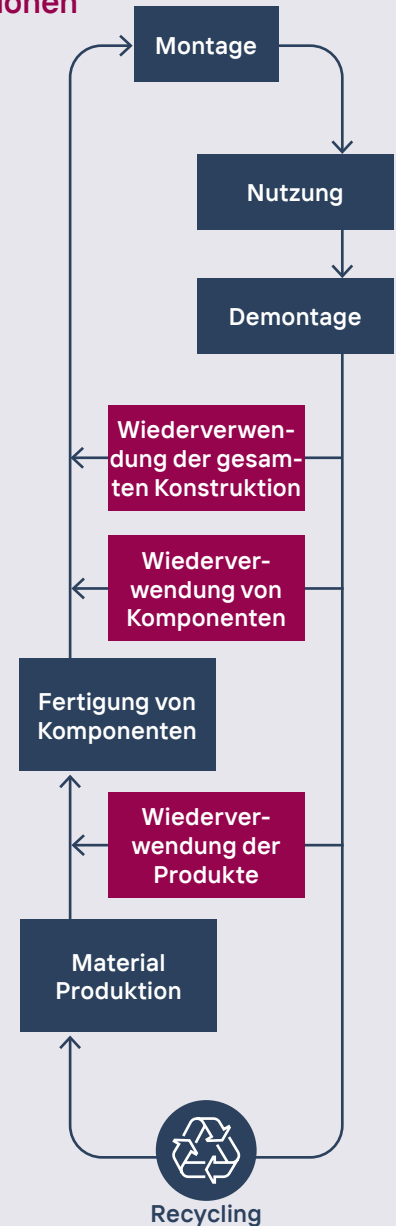 Montage
Nutzung
Demontage
Wiederverwen-
dung der gesam-
ten Konstruktion
Wiederver-
wendung von
Komponenten
Fertigung von
Komponenten
Wiederver-
wendung der
Produkte
Material
Produktion
Recycling